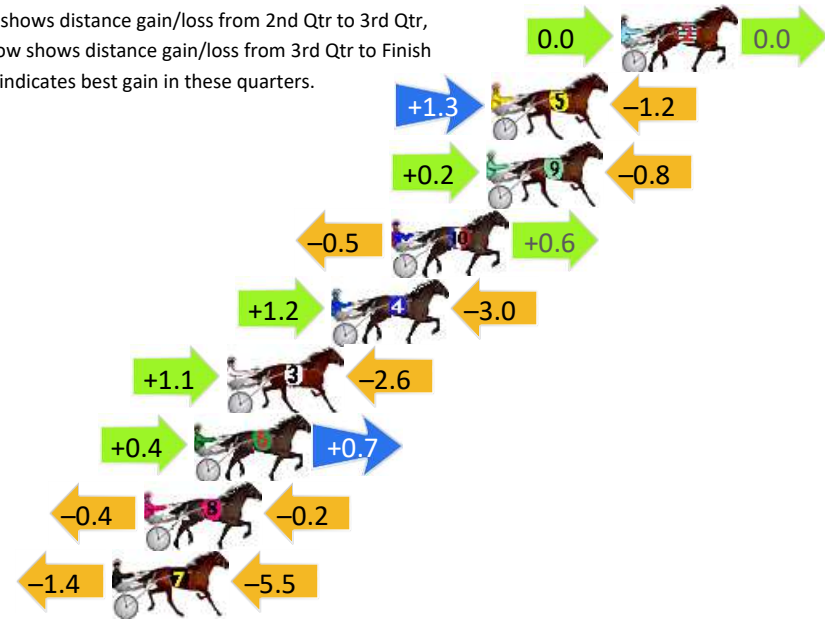 shows distance gain/loss from 2nd Qtr to 3rd Qtr,
ow shows distance gain/loss from 3rd Qtr to Finish
indicates best gain in these quarters.
0.0 2 0.0
+1.3 5 −1.2
+0.2 9 −0.8
−0.5 10 +0.6
+1.2 4 −3.0
+1.1 3 −2.6
+0.4 6 +0.7
−0.4 8 −0.2
−1.4 7 −5.5